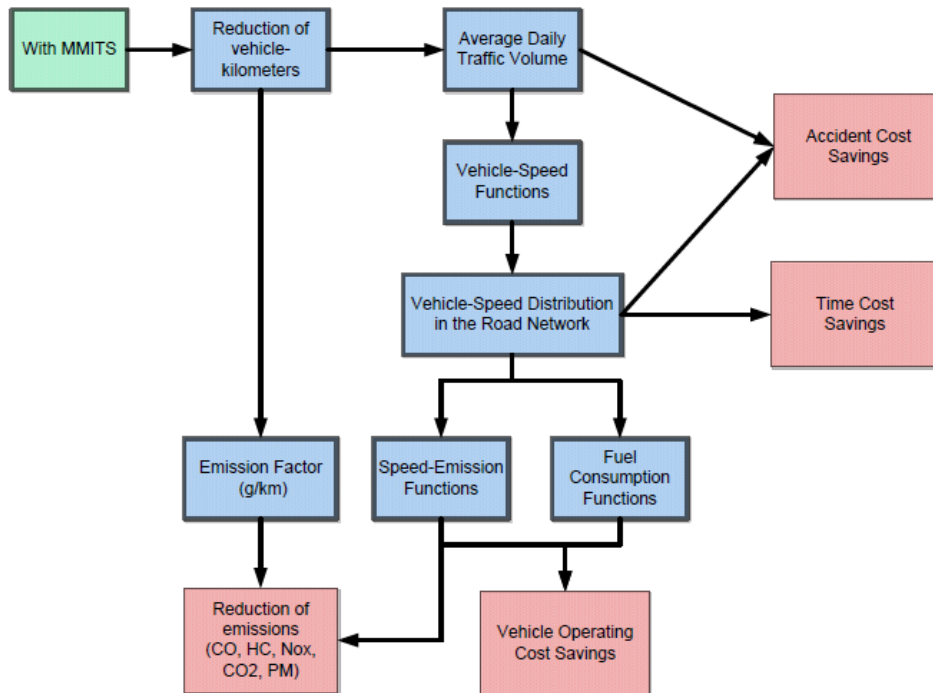 With MMITS
Reduction of
vehicle-
kilometers
Average Daily
Traffic Volume
Accident Cost
Savings
Vehicle-Speed
Functions
Vehicle-Speed Distribution
in the Road Network
Time Cost
Savings
Emission Factor
(g/km)
Speed-Emission
Functions
Fuel
Consumption
Functions
Reduction of
emissions
(CO, HC, Nox,
CO2, PM)
Vehicle Operating
Cost Savings